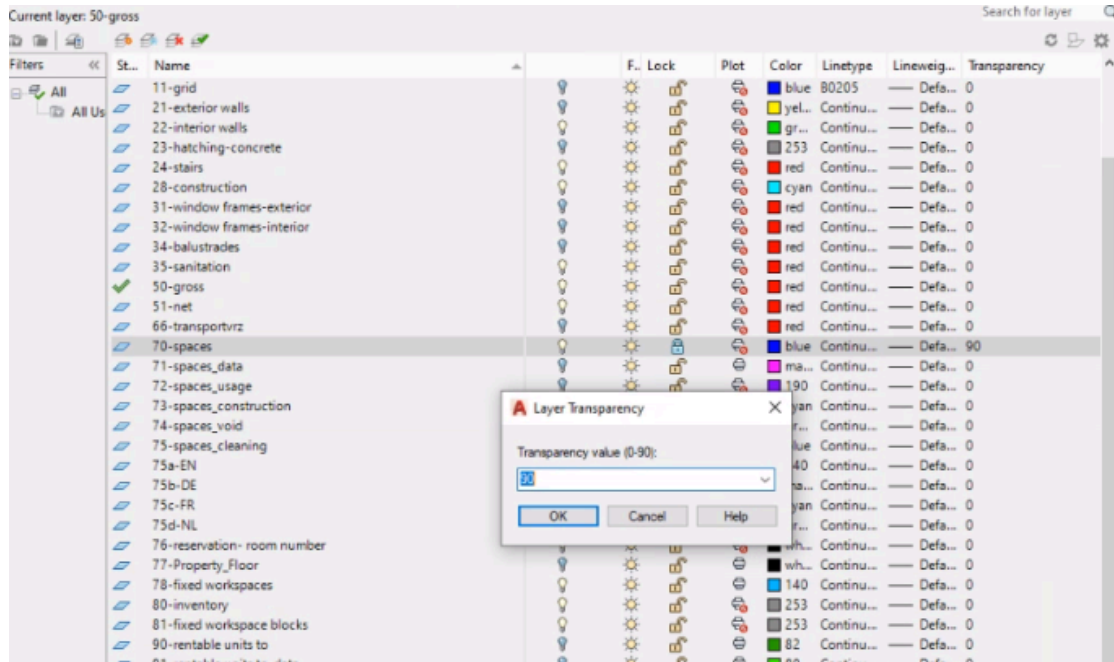 Current layer: 50-gross
Search for layer
Filters
St... Name F.. Lock Plot Color Linetype Lineweig... Transparency
All
All Us
11-grid blue B0205 Defa... 0
21-exterior walls yel... Continu... Defa... 0
22-interior walls gr... Continu... Defa... 0
23-hatching-concrete 253 Continu... Defa... 0
24-stairs red Continu... Defa... 0
28-construction cyan Continu... Defa... 0
31-window frames-exterior red Continu... Defa... 0
32-window frames-interior red Continu... Defa... 0
34-balustrades red Continu... Defa... 0
35-sanitation red Continu... Defa... 0
50-gross red Continu... Defa... 0
51-net red Continu... Defa... 0
66-transportvrz red Continu... Defa... 0
70-spaces blue Continu... Defa... 90
71-spaces_data ma... Continu... Defa... 0
72-spaces_usage 190 Continu... Defa... 0
73-spaces_construction yan Continu... Defa... 0
74-spaces_void r... Continu... Defa... 0
75-spaces_cleaning lue Continu... Defa... 0
75a-EN 40 Continu... Defa... 0
75b-DE Continu... Defa... 0
75c-FR yan Continu... Defa... 0
75d-NL r... Continu... Defa... 0
76-reservation- room number wh... Continu... Defa... 0
77-Property_Floor wh... Continu... Defa... 0
78-fixed workspaces 140 Continu... Defa... 0
80-inventory 253 Continu... Defa... 0
81-fixed workspace blocks 253 Continu... Defa... 0
90-rentable units to 82 Continu... Defa... 0
A Layer Transparency
Transparency value (0-90):
90
OK Cancel Help